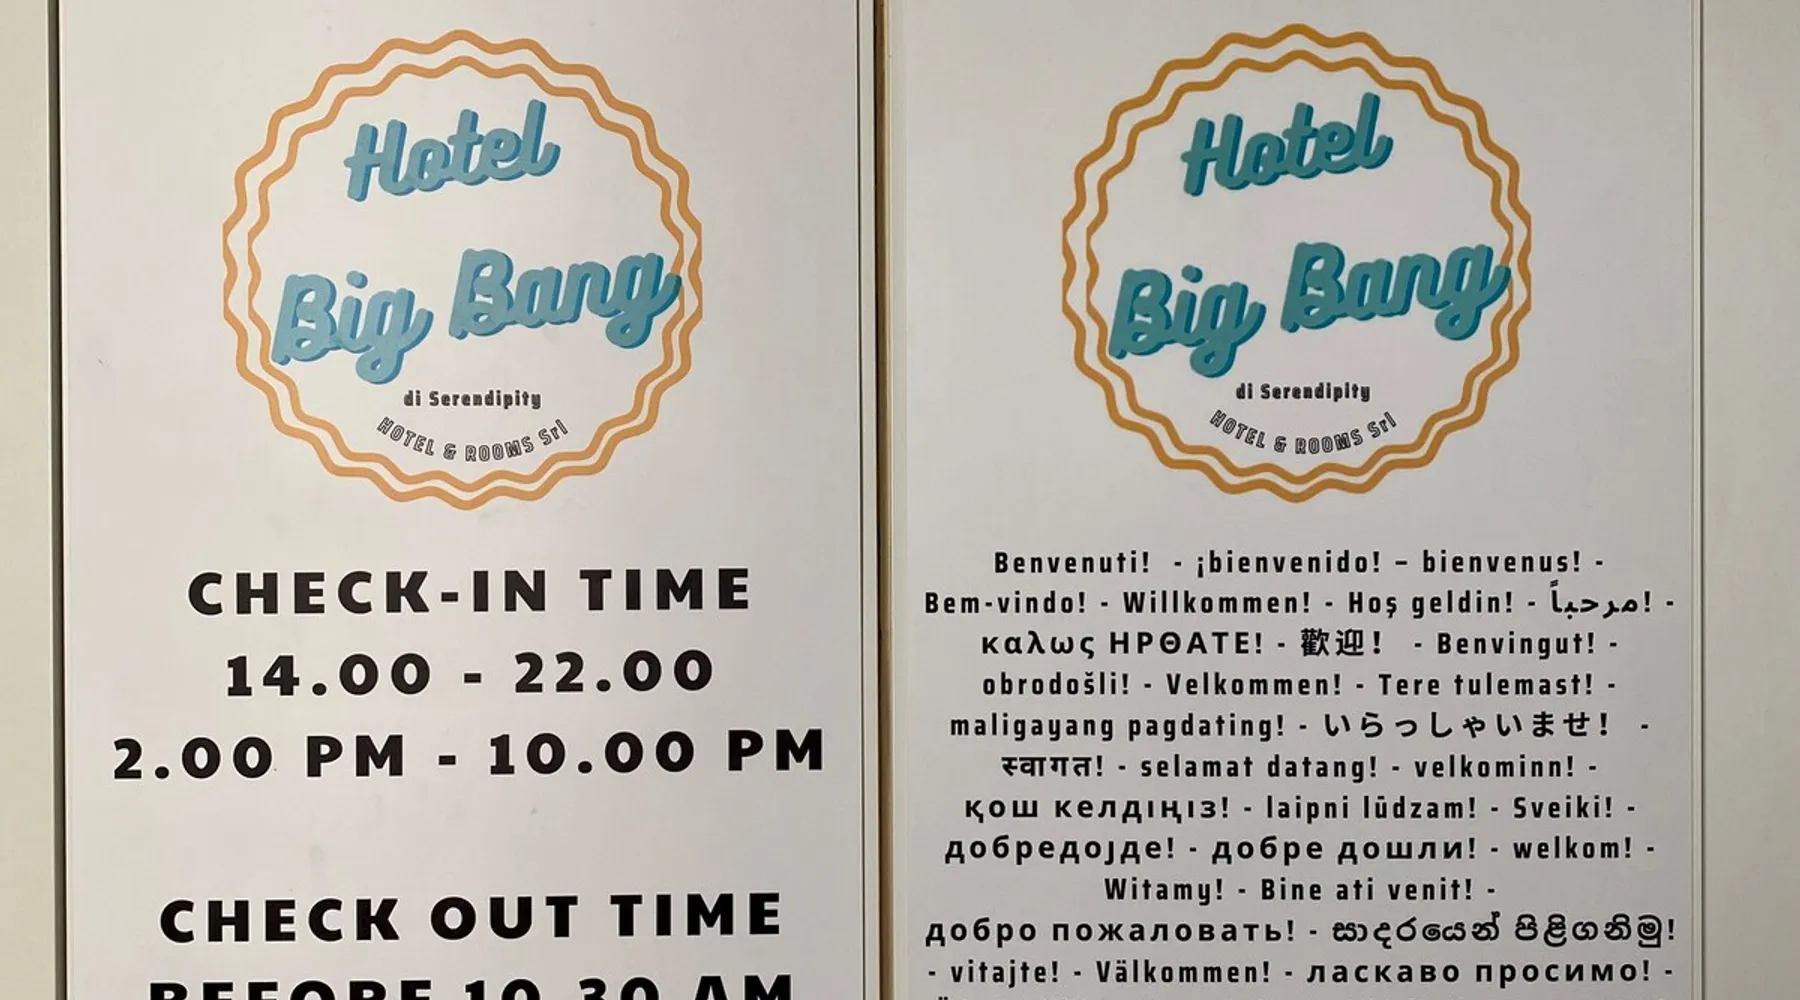 Hotel
Big Bang
di Serendipity
HOTEL & ROOMS Srl
CHECK-IN TIME
14.00 - 22.00
2.00 PM - 10.00 PM
CHECK OUT TIME
BEFORE 10.30 AM
Hotel
Big Bang
di Serendipity
HOTEL & ROOMS Srl
Benvenuti! - ¡bienvenido! – bienvenus! -
Bem-vindo! - Willkommen! - Hoş geldin! - مرحباً! -
καλως ΗΡΘΑΤΕ! - 歡迎! - Benvingut! -
obrodošli! - Velkommen! - Tere tulemast! -
maligayang pagdating! - いらっしゃいませ! -
स्वागत! - selamat datang! - velkominn! -
қош келдіңіз! - laipni lūdzam! - Sveiki! -
добредојде! - добре дошли! - welkom! -
Witamy! - Bine ati venit! -
добро пожаловать! - සාදරයෙන් පිළිගනිමු!
- vitajte! - Välkommen! - ласкаво просимо! -